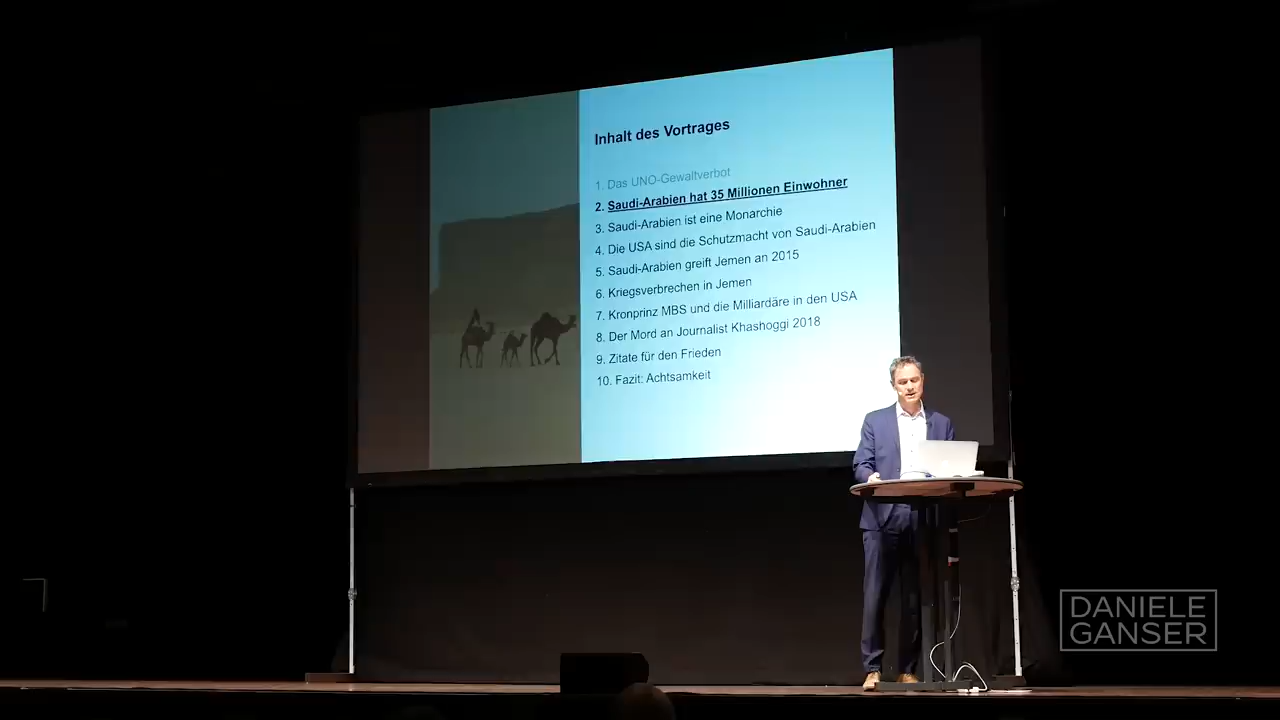 Inhalt des Vortrages
1. Das UNO-Gewaltverbot
2. Saudi-Arabien hat 35 Millionen Einwohner
3. Saudi-Arabien ist eine Monarchie
4. Die USA sind die Schutzmacht von Saudi-Arabien
5. Saudi-Arabien greift Jemen an 2015
6. Kriegsverbrechen in Jemen
7. Kronprinz MBS und die Milliardäre in den USA
8. Der Mord an Journalist Khashoggi 2018
9. Zitate für den Frieden
10. Fazit: Achtsamkeit
DANIELE
GANSER